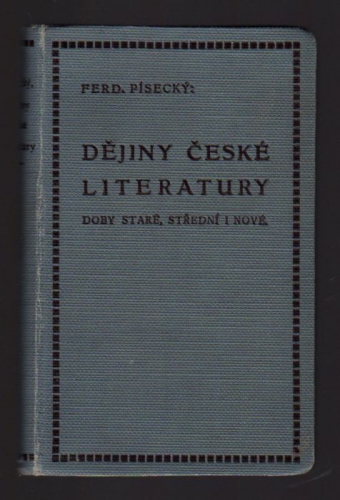 FERD. PÍSECKÝ:
DĚJINY ČESKÉ
LITERATURY
DOBY STARÉ, STŘEDNÍ I NOVÉ.